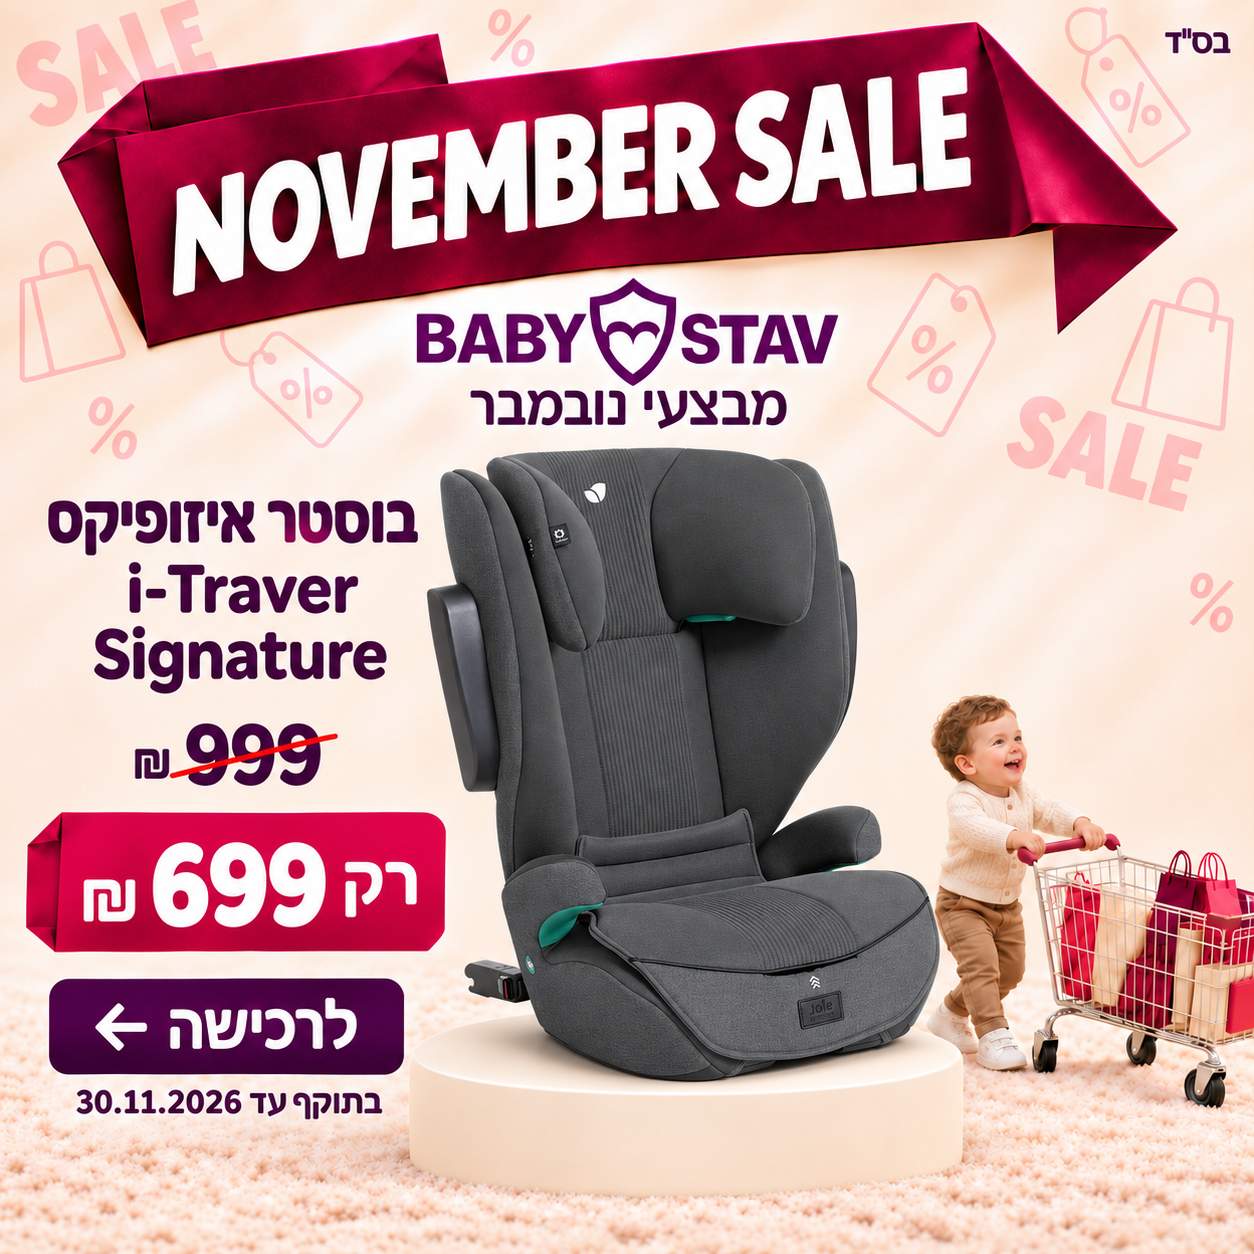 בס"ד
SALE
%
NOVEMBER SALE
%
BABY STAV
מבצעי נובמבר
%
%
%
SALE
%
בוסטר איזופיקס
i-Traver
Signature
999 ₪
רק 699 ₪
לרכישה ←
בתוקף עד 30.11.2026
Joie